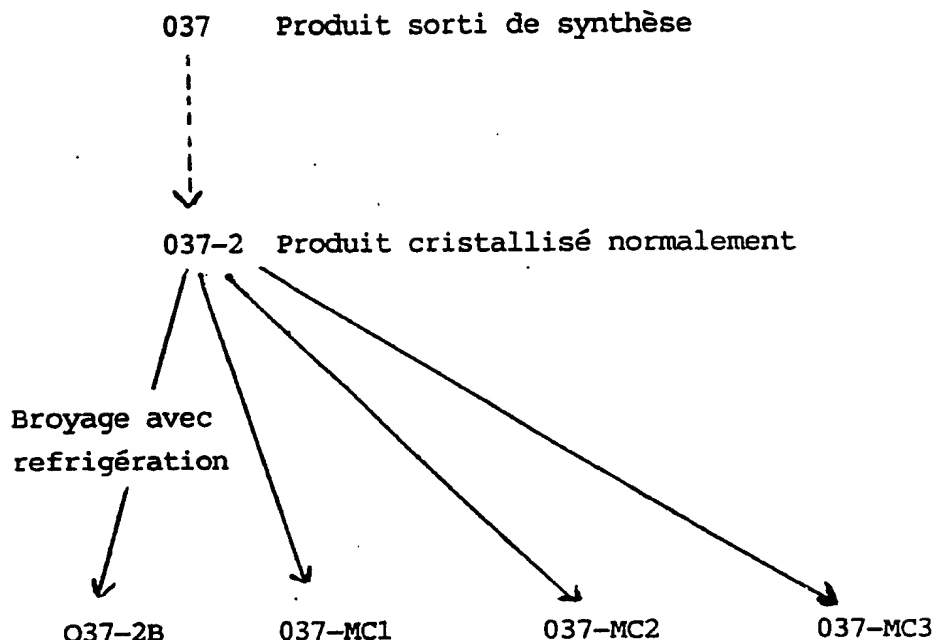 037 Produit sorti de synthèse
037-2 Produit cristallisé normalement
Broyage avec
refrigération
037-2B 037-MC1 037-MC2 037-MC3